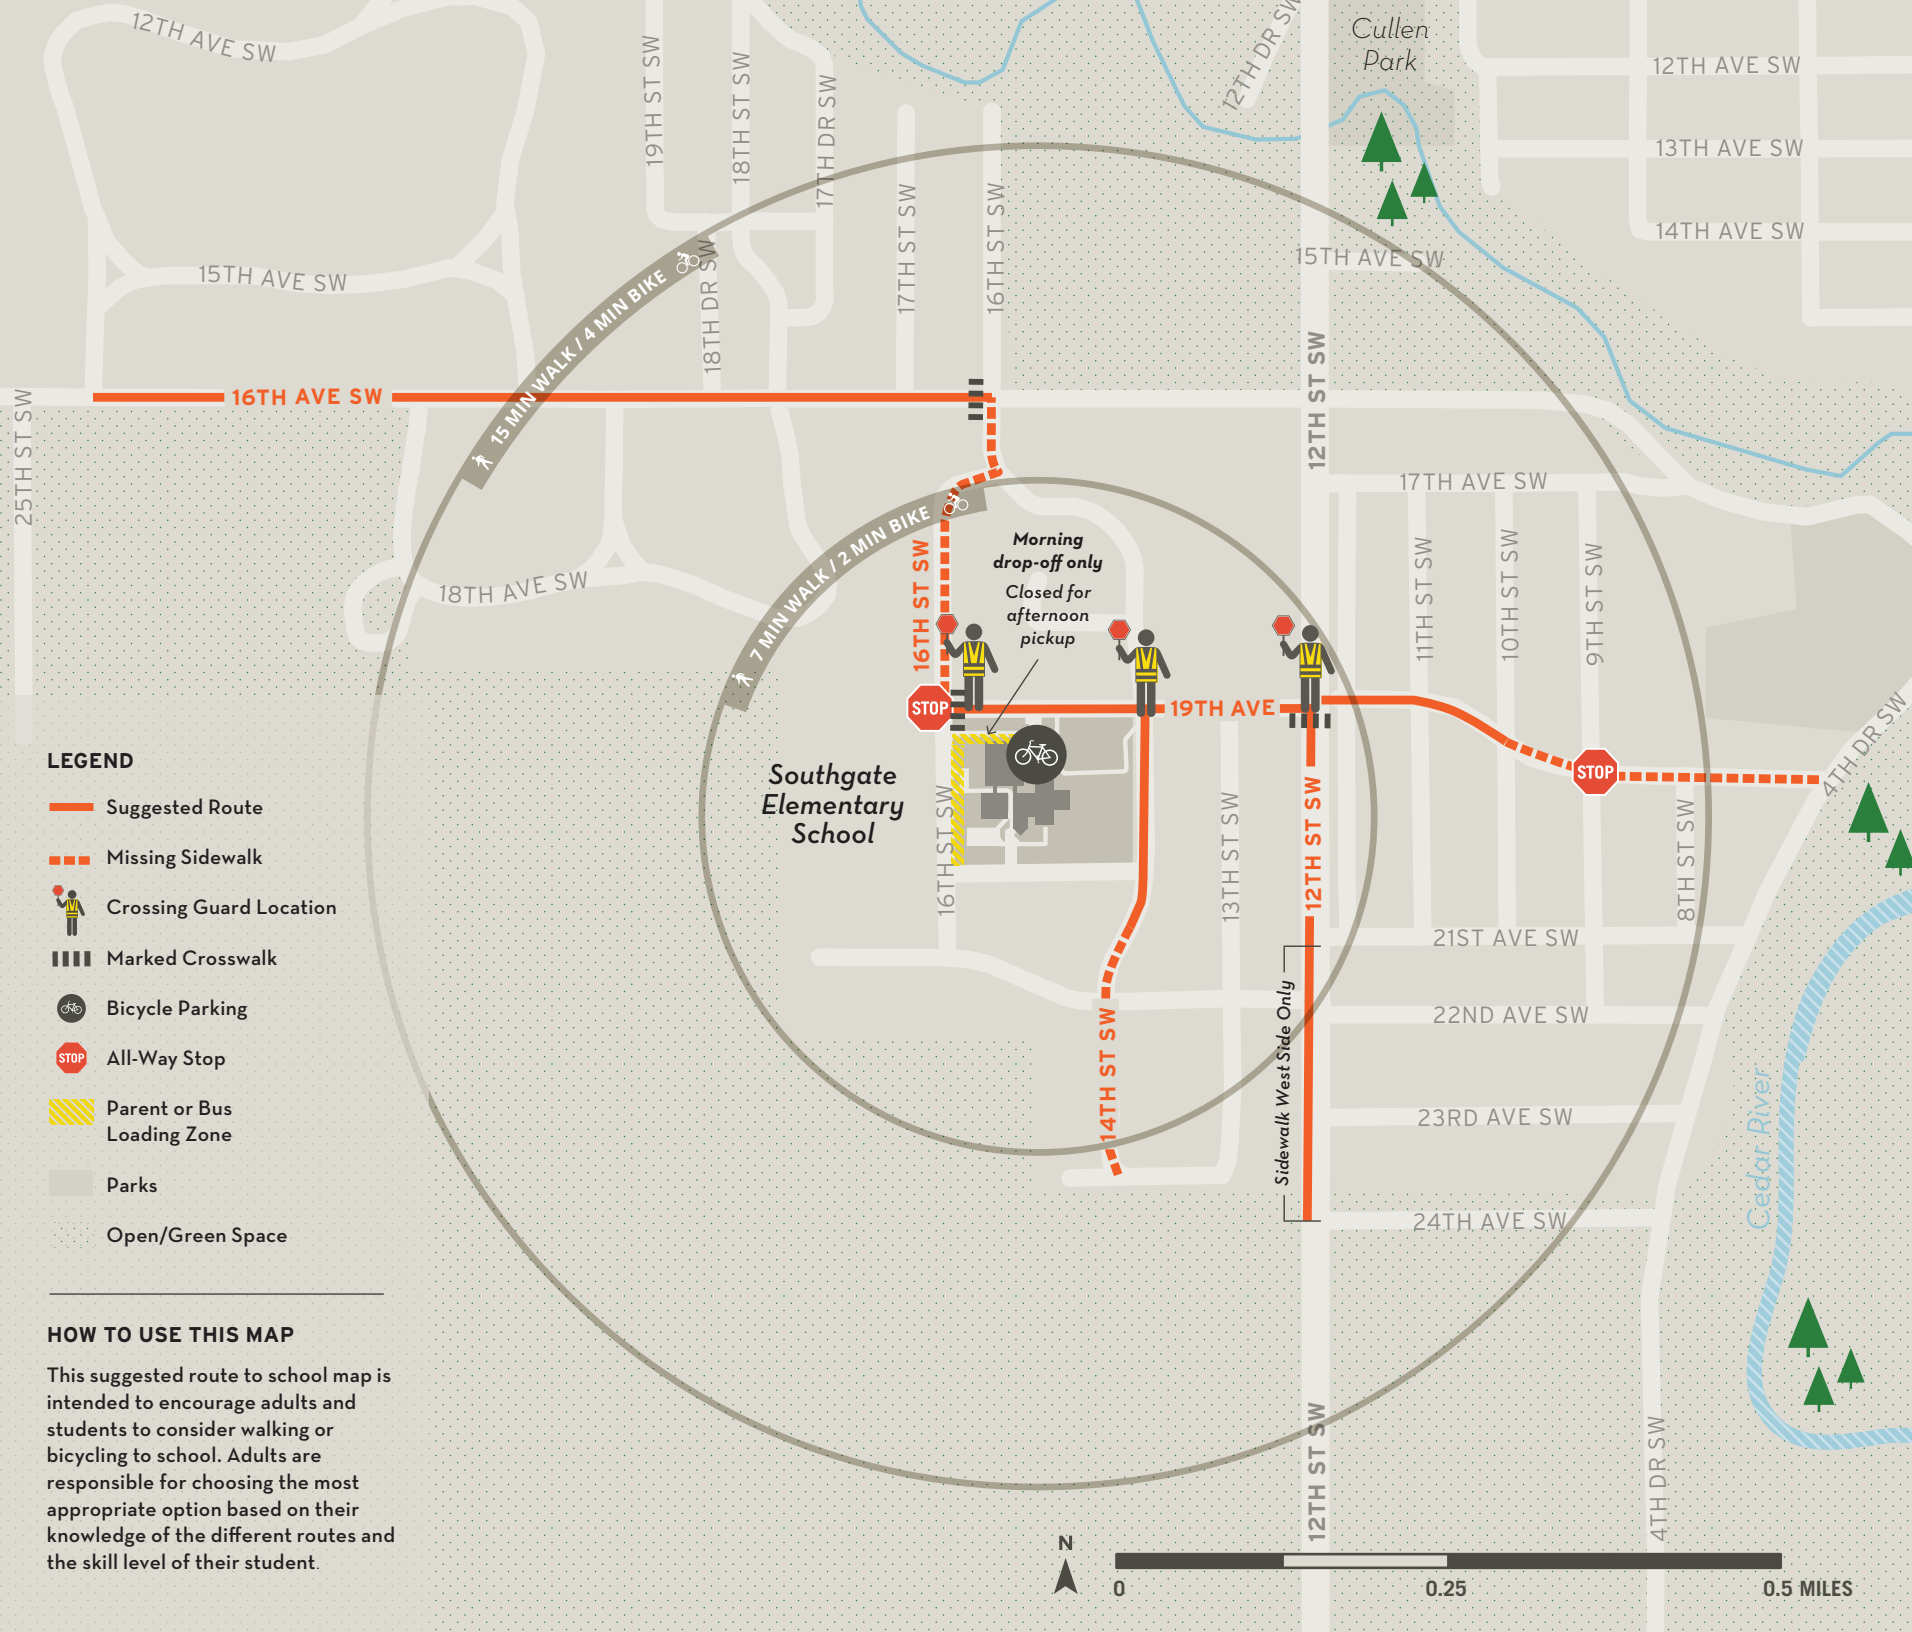 12TH AVE SW
19TH ST SW
18TH ST SW
17TH DR SW
12TH DR SW
Cullen
Park
12TH AVE SW
13TH AVE SW
14TH AVE SW
17TH ST SW
16TH ST SW
15TH AVE SW
15TH AVE SW
18TH DR SW
15 MIN WALK / 4 MIN BIKE
12TH ST SW
16TH AVE SW
25TH ST SW
17TH AVE SW
7 MIN WALK / 2 MIN BIKE
Morning
drop-off only
Closed for
afternoon
pickup
16TH ST SW
11TH ST SW
10TH ST SW
9TH ST SW
18TH AVE SW
STOP
19TH AVE
4TH DR SW
STOP
Southgate
Elementary
School
16TH ST SW
13TH ST SW
12TH ST SW
8TH ST SW
21ST AVE SW
22ND AVE SW
14TH ST SW
Sidewalk West Side Only
23RD AVE SW
Cedar River
24TH AVE SW
12TH ST SW
4TH DR SW
LEGEND
Suggested Route
Missing Sidewalk
Crossing Guard Location
Marked Crosswalk
Bicycle Parking
STOP
All-Way Stop
Parent or Bus
Loading Zone
Parks
Open/Green Space
HOW TO USE THIS MAP
This suggested route to school map is
intended to encourage adults and
students to consider walking or
bicycling to school. Adults are
responsible for choosing the most
appropriate option based on their
knowledge of the different routes and
the skill level of their student.
N
0
0.25
0.5 MILES